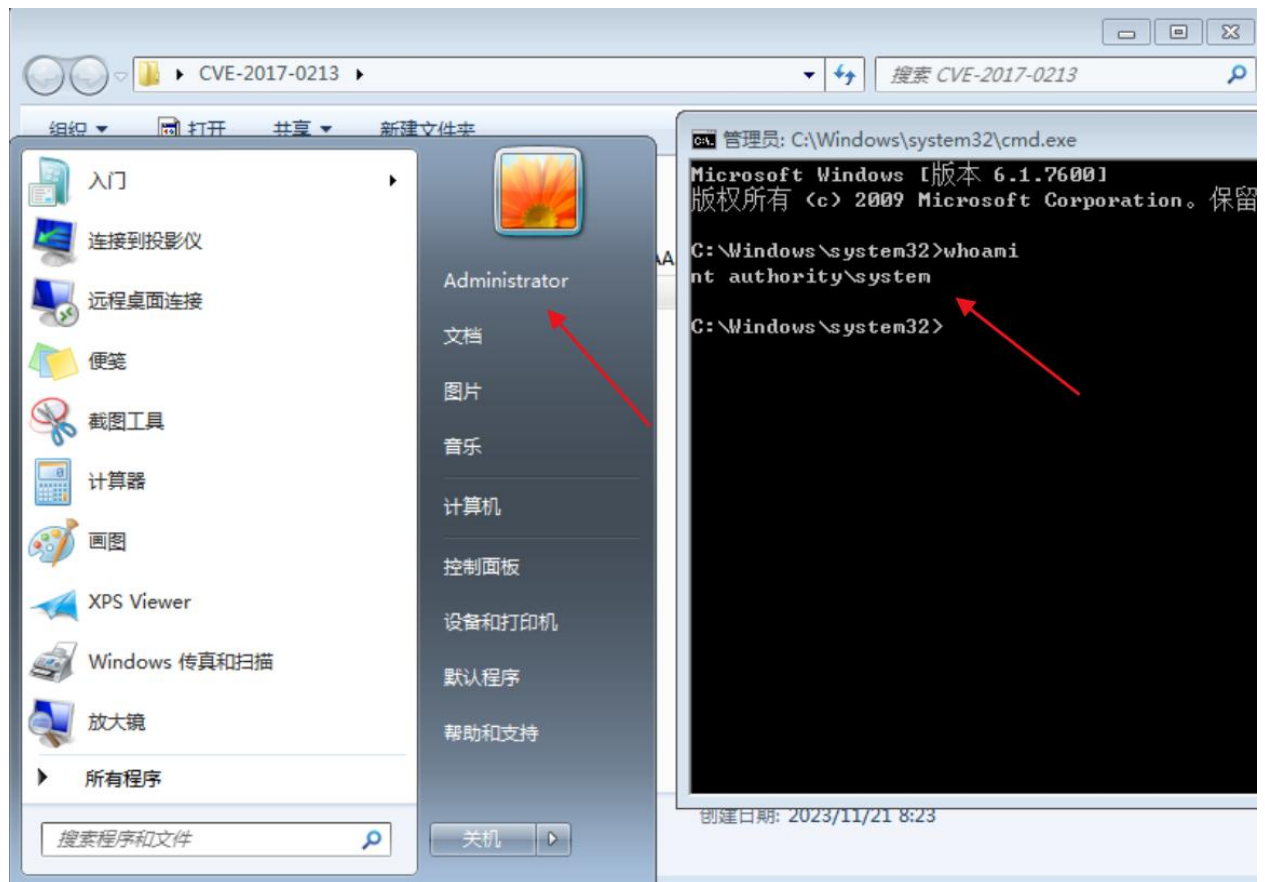 CVE-2017-0213
搜索 CVE-2017-0213
组织 打开 共享 新建文件夹
入门
连接到投影仪
远程桌面连接
便笺
截图工具
计算器
画图
XPS Viewer
Windows 传真和扫描
放大镜
所有程序
搜索程序和文件
Administrator
文档
图片
音乐
计算机
控制面板
设备和打印机
默认程序
帮助和支持
关机
管理员: C:\Windows\system32\cmd.exe
Microsoft Windows [版本 6.1.7600]
版权所有 (c) 2009 Microsoft Corporation。保留
C:\Windows\system32>whoami
nt authority\system
C:\Windows\system32>
创建日期: 2023/11/21 8:23